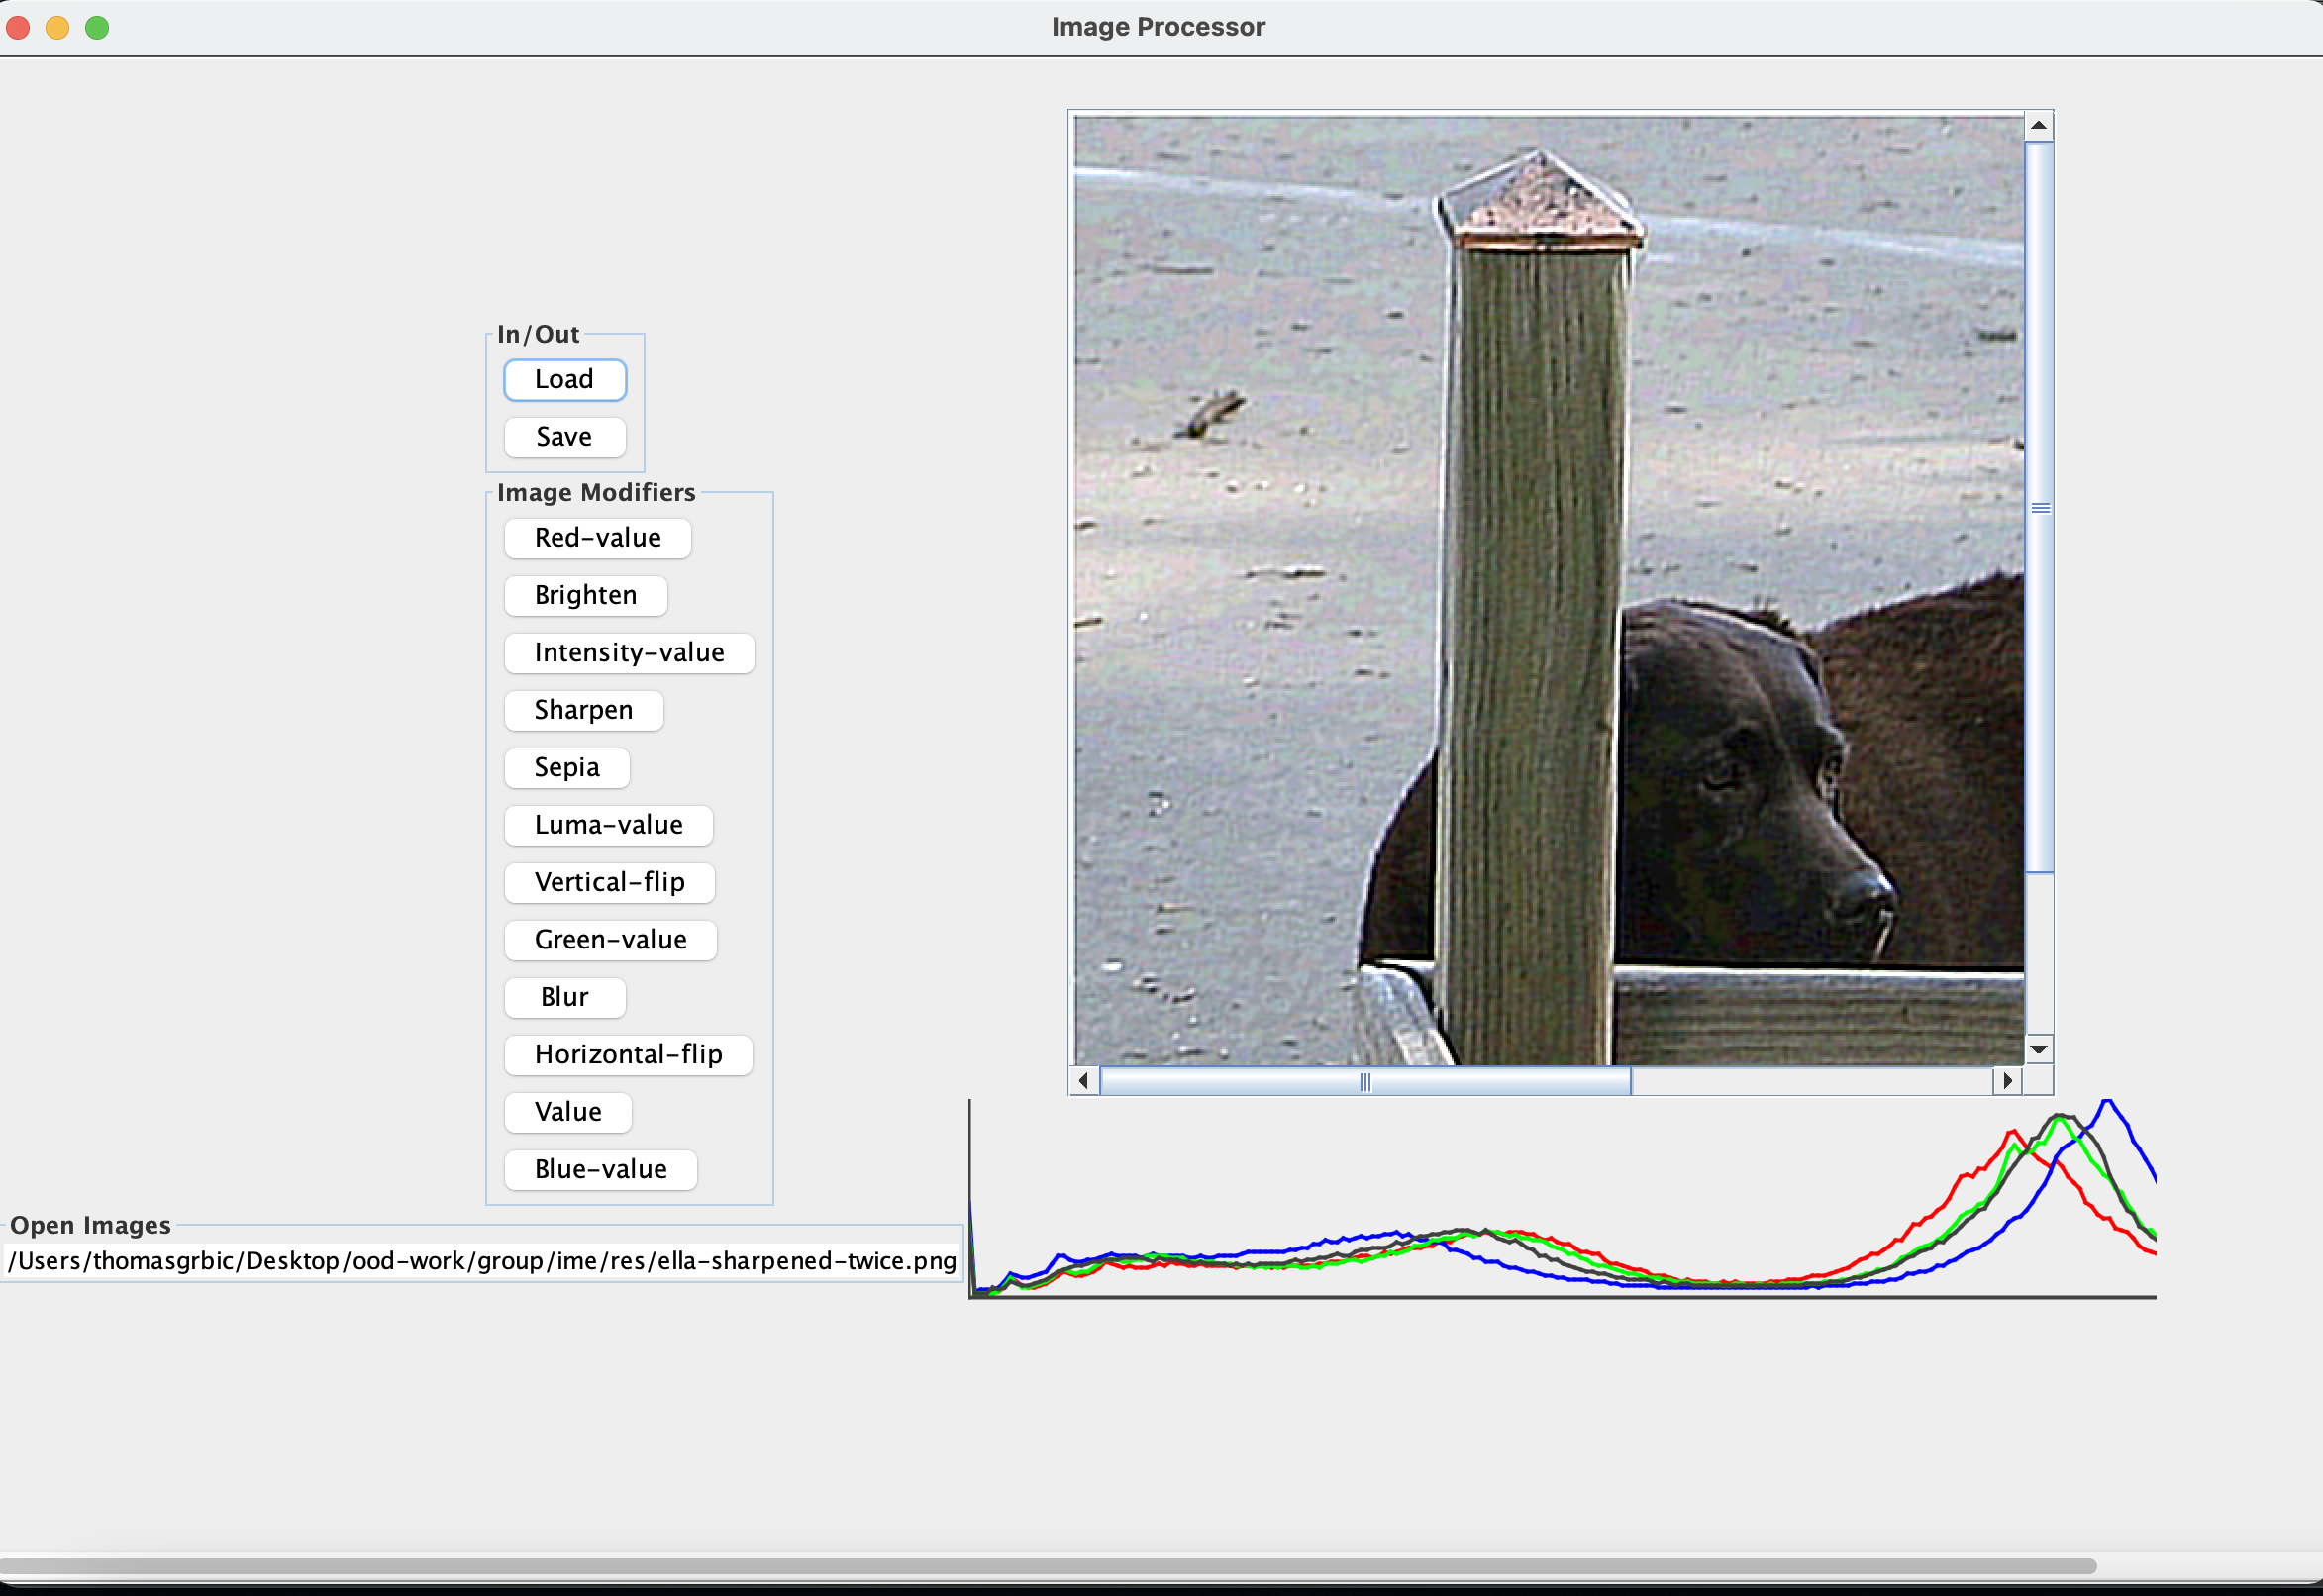 Image Processor
In/Out
Load
Save
Image Modifiers
Red-value
Brighten
Intensity-value
Sharpen
Sepia
Luma-value
Vertical-flip
Green-value
Blur
Horizontal-flip
Value
Blue-value
Open Images
/Users/thomasgrbic/Desktop/ood-work/group/ime/res/ella-sharpened-twice.png